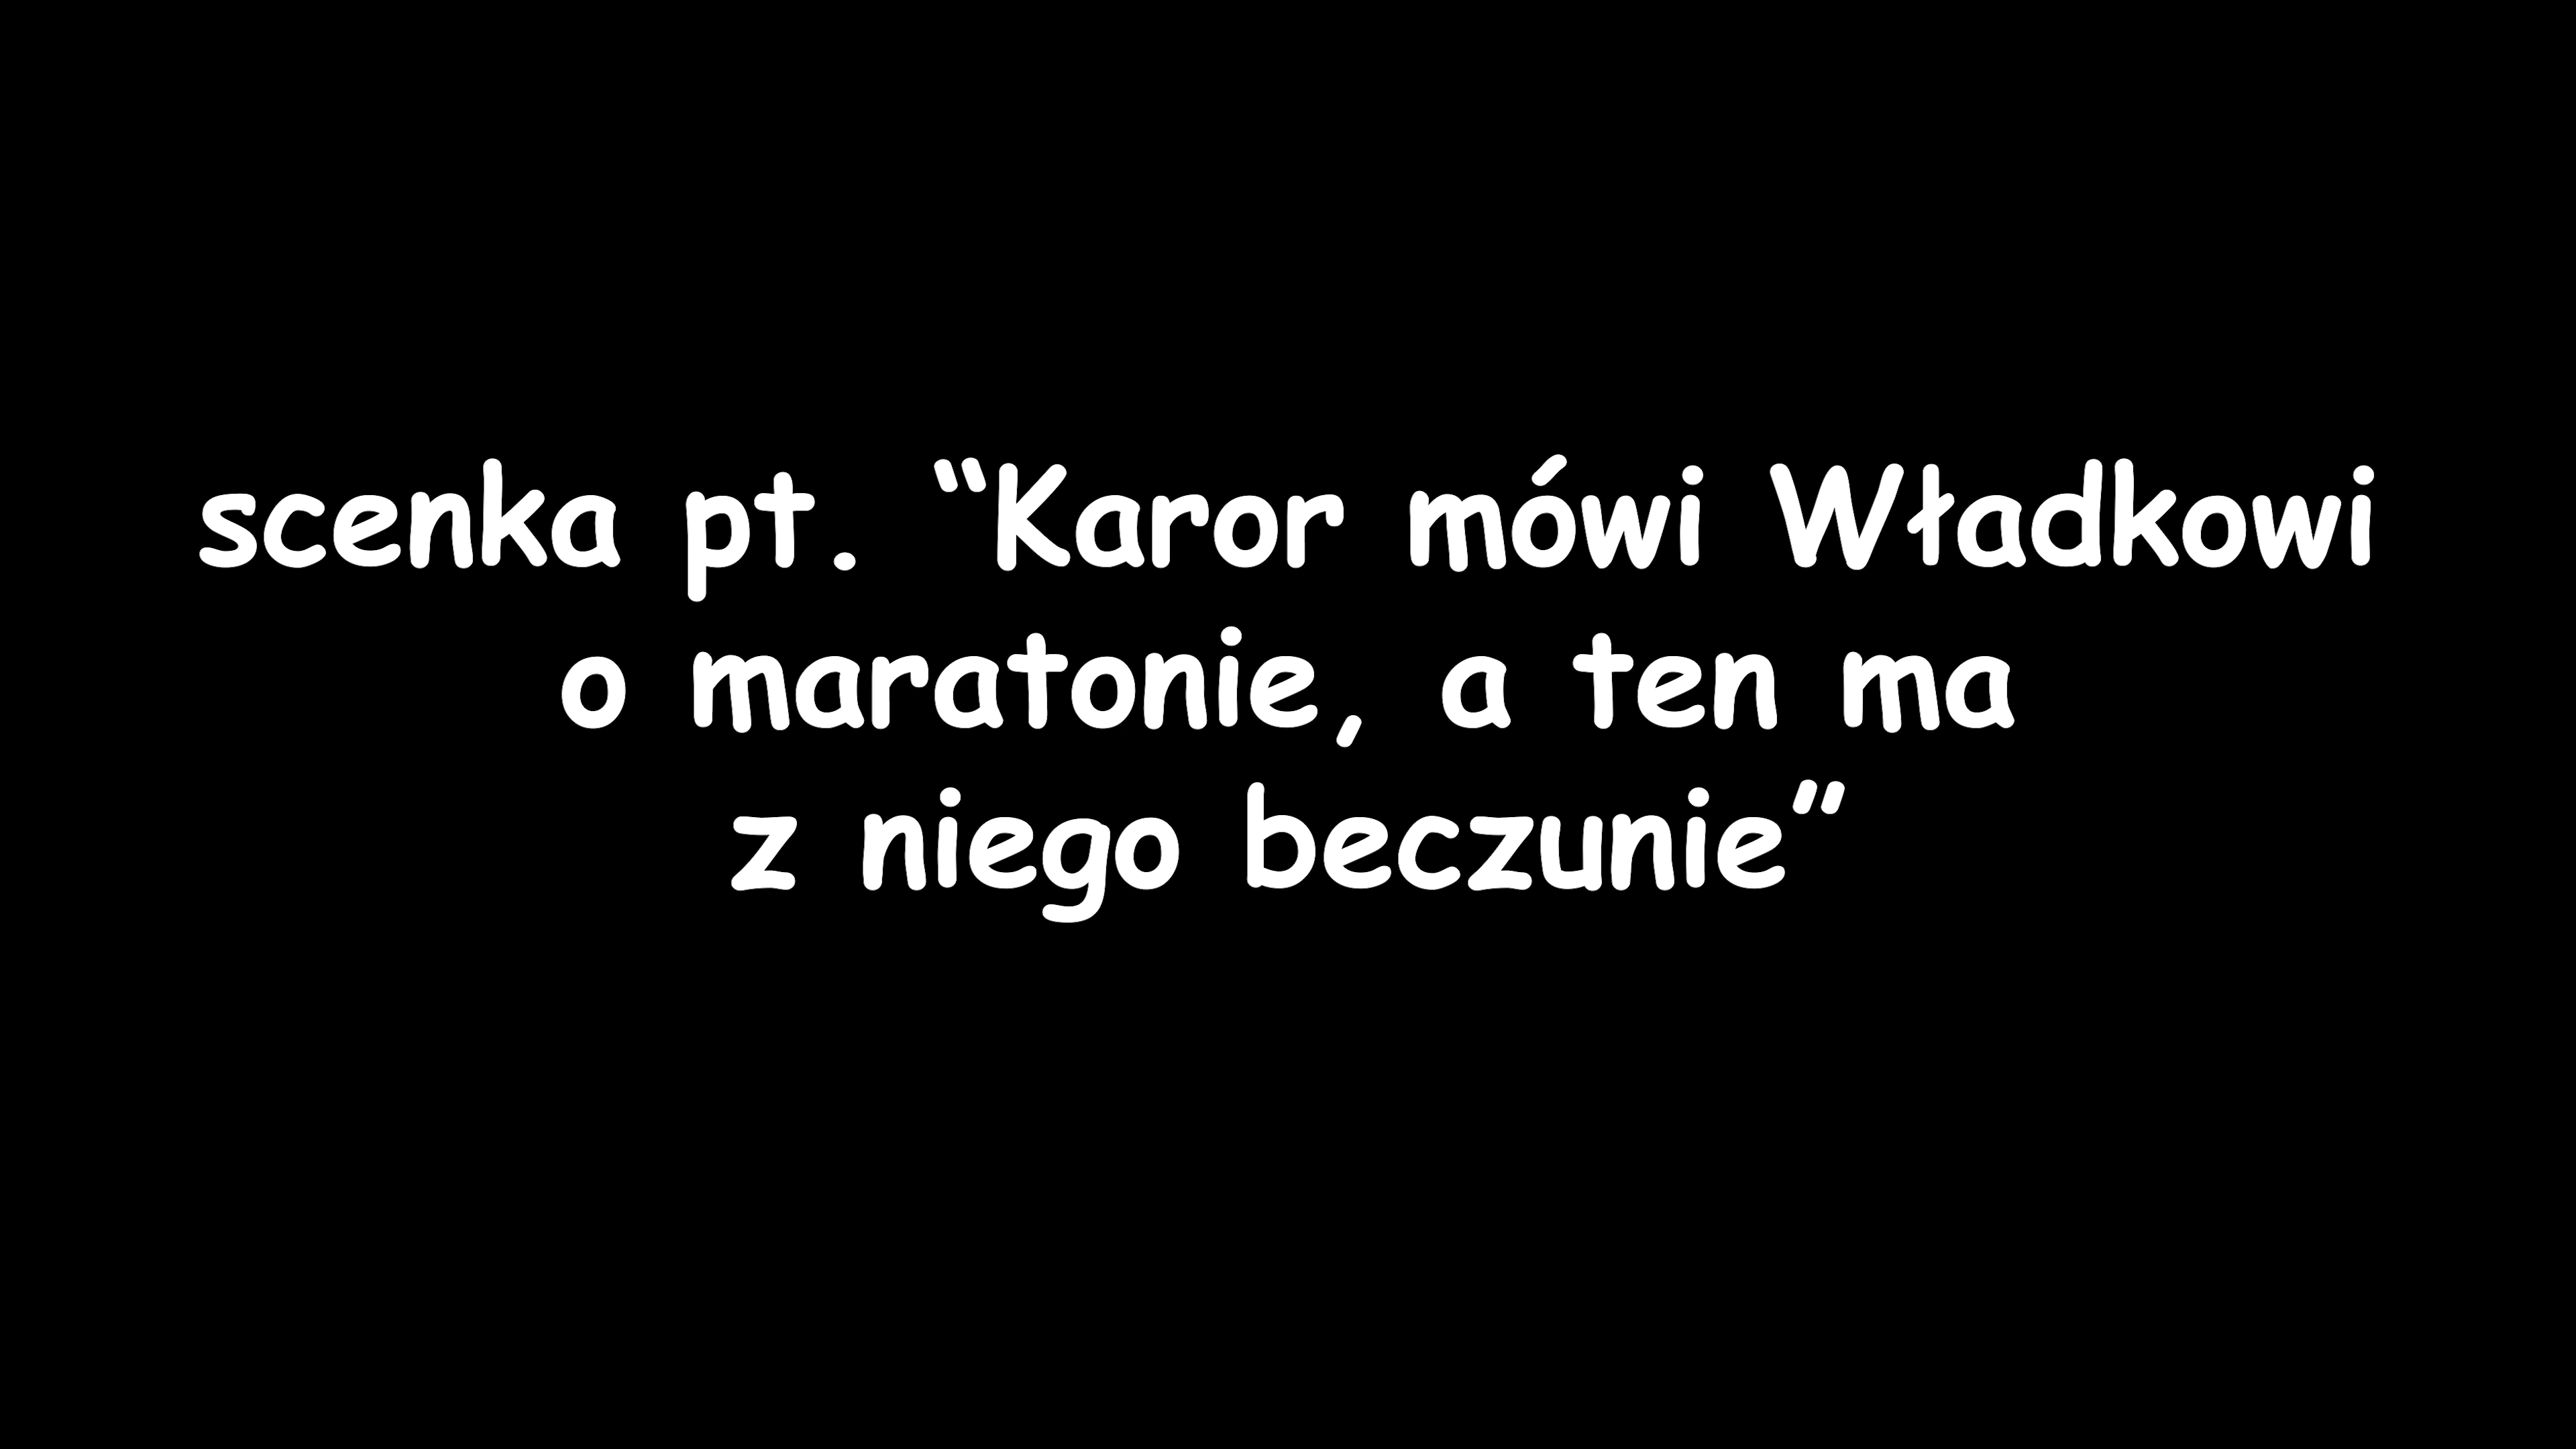 scenka pt. “Karor mówi Władkowi
o maratonie, a ten ma
z niego beczunie”